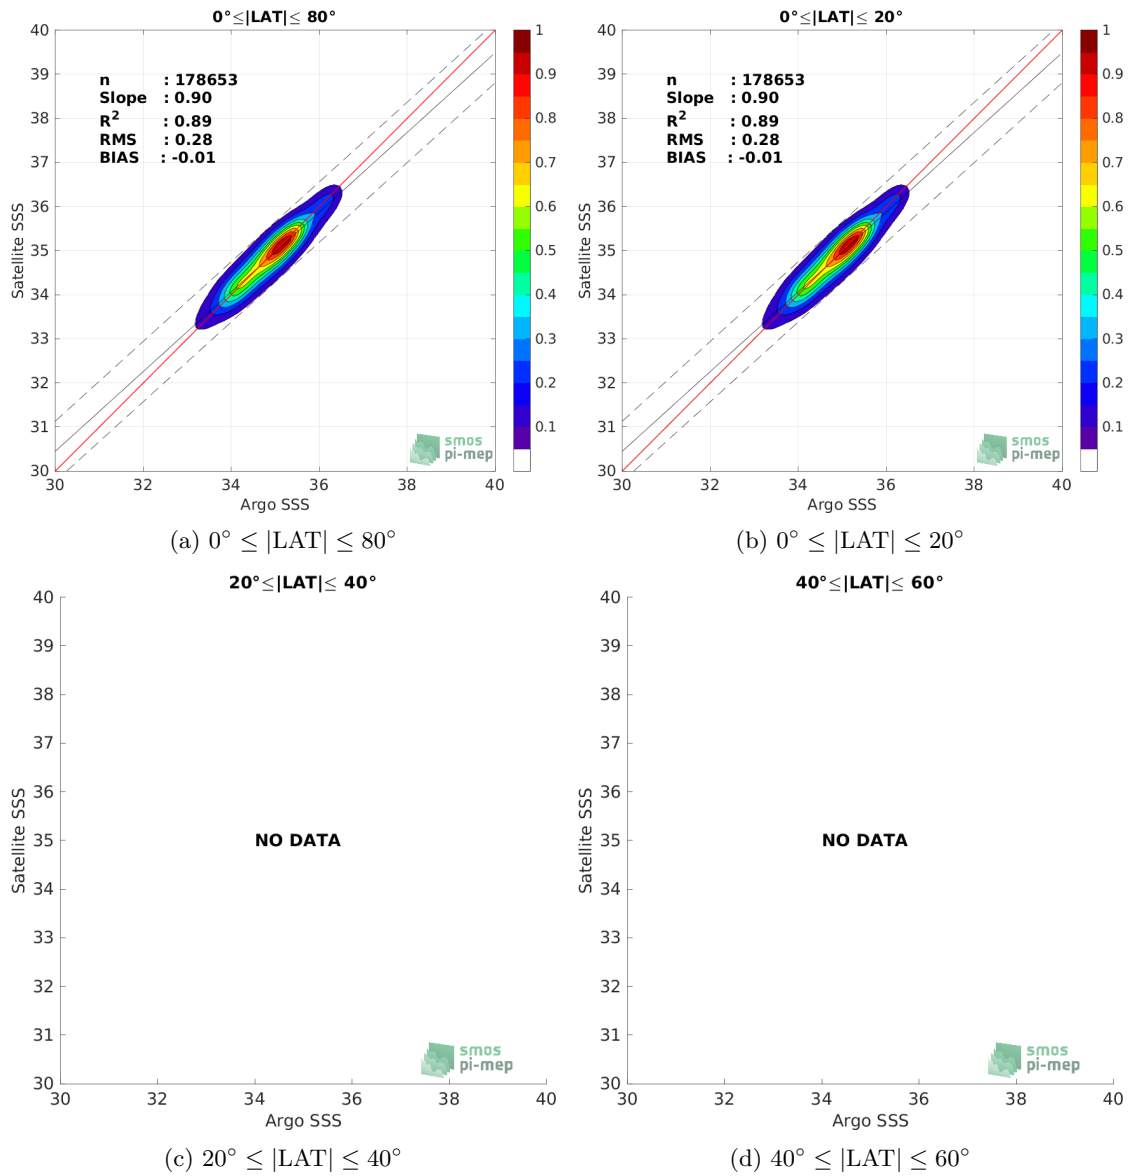 0°≤|LAT|≤ 80°
40
39
38
37
36
35
34
33
32
31
30
30
32
34
36
38
40
Satellite SSS
Argo SSS
n : 178653
Slope : 0.90
R² : 0.89
RMS : 0.28
BIAS : -0.01
1
0.9
0.8
0.7
0.6
0.5
0.4
0.3
0.2
0.1
smos
pi-mep
(a) 0° ≤ |LAT| ≤ 80°
0°≤|LAT|≤ 20°
40
39
38
37
36
35
34
33
32
31
30
30
32
34
36
38
40
Satellite SSS
Argo SSS
n : 178653
Slope : 0.90
R² : 0.89
RMS : 0.28
BIAS : -0.01
1
0.9
0.8
0.7
0.6
0.5
0.4
0.3
0.2
0.1
smos
pi-mep
(b) 0° ≤ |LAT| ≤ 20°
20°≤|LAT|≤ 40°
40
39
38
37
36
35
34
33
32
31
30
30
32
34
36
38
40
Satellite SSS
Argo SSS
NO DATA
smos
pi-mep
(c) 20° ≤ |LAT| ≤ 40°
40°≤|LAT|≤ 60°
40
39
38
37
36
35
34
33
32
31
30
30
32
34
36
38
40
Satellite SSS
Argo SSS
NO DATA
smos
pi-mep
(d) 40° ≤ |LAT| ≤ 60°